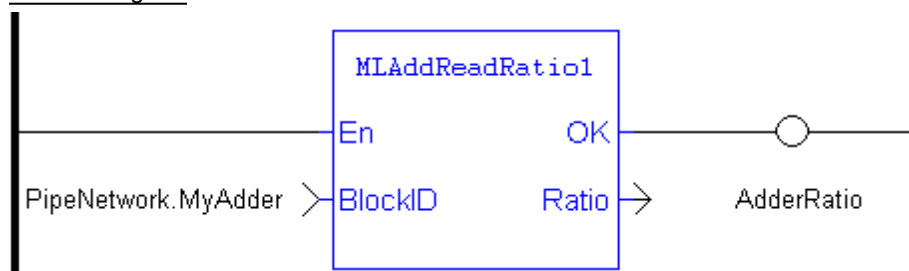 MLAddReadRatio1
En OK
PipeNetwork.MyAdder BlockID Ratio AdderRatio